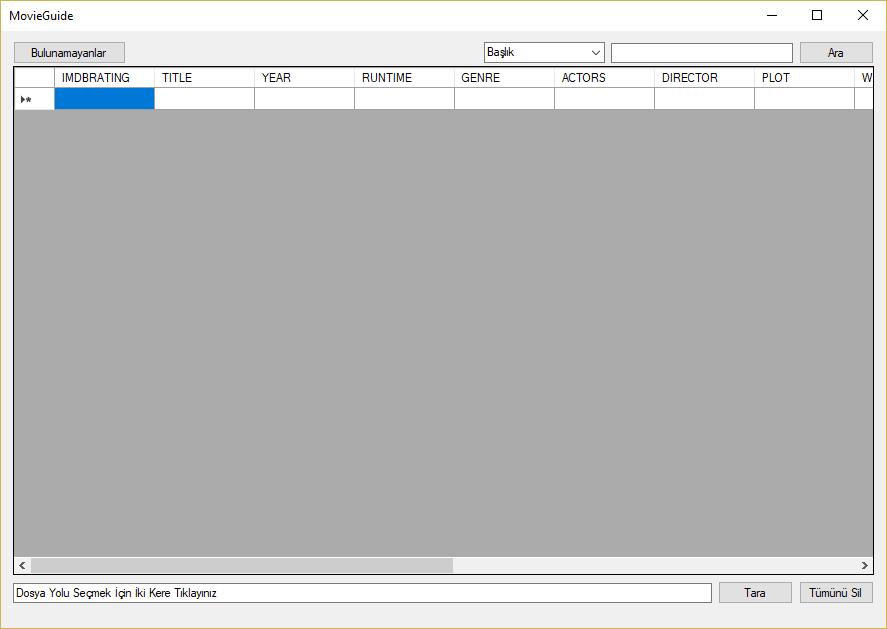 MovieGuide
Bulunamayanlar Başlık Ara
IMDBRATING TITLE YEAR RUNTIME GENRE ACTORS DIRECTOR PLOT W
Dosya Yolu Seçmek İçin İki Kere Tıklayınız Tara Tümünü Sil